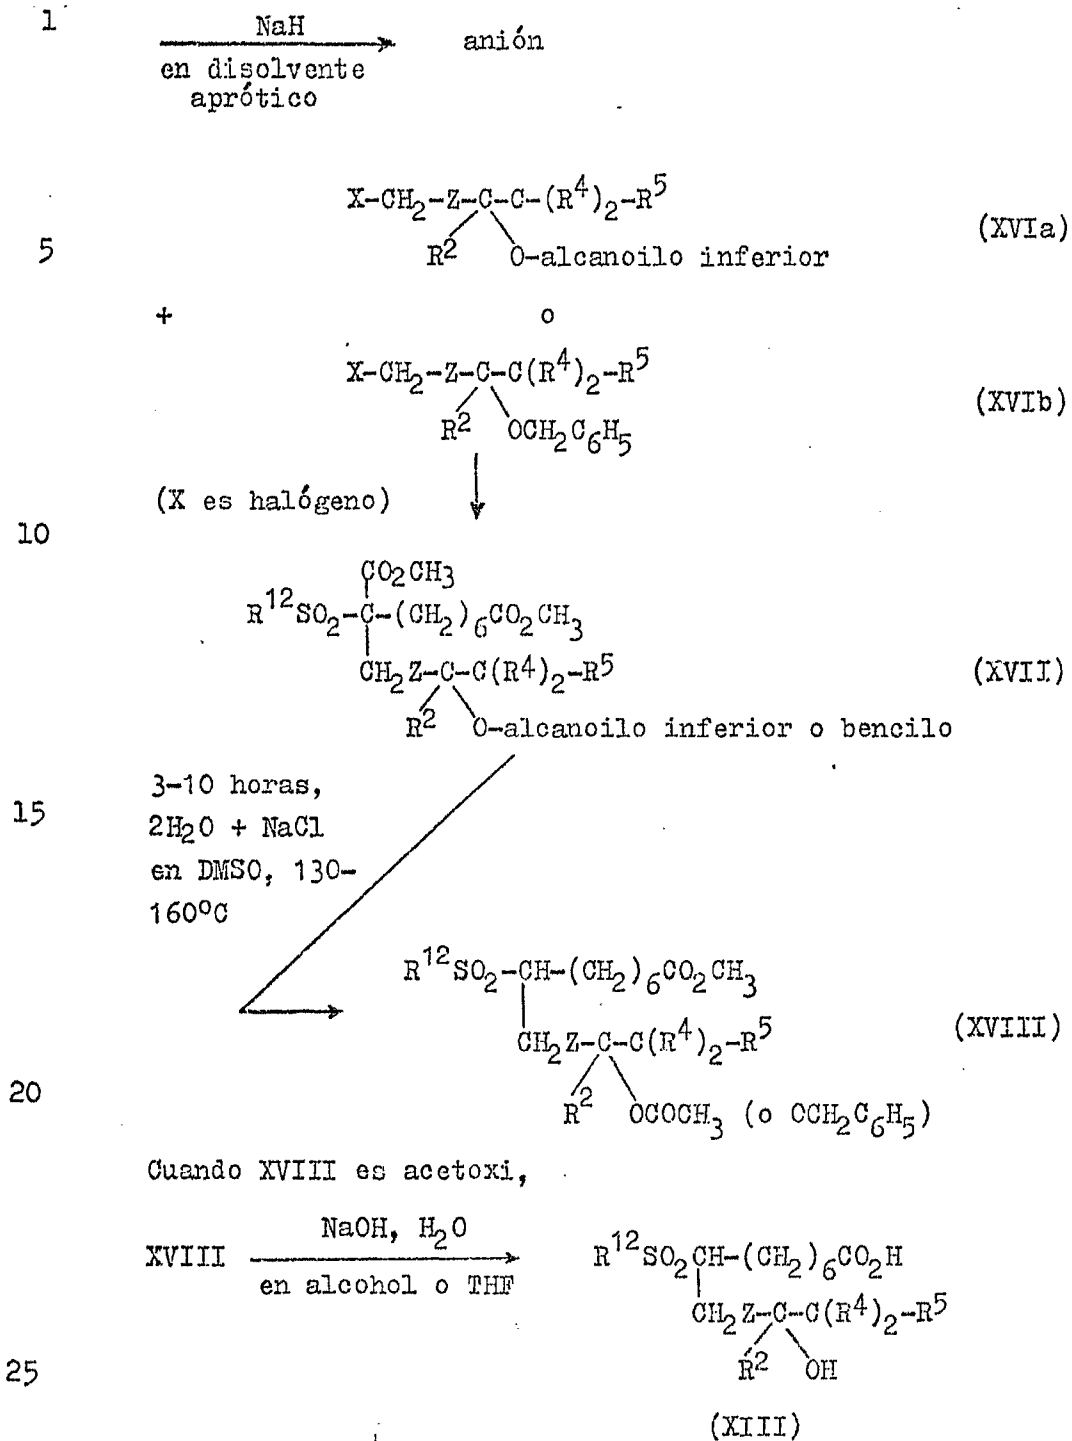 1
NaH
anión
en disolvente
aprótico
X-CH2-Z-C-C-(R4)2-R5
(XVIa)
5
R2 O-alcanoilo inferior
+ o
X-CH2-Z-C-C(R4)2-R5
(XVIb)
R2 OCH2C6H5
(X es halógeno)
10
CO2CH3
R12SO2-C-(CH2)6CO2CH3
CH2Z-C-C(R4)2-R5
(XVII)
R2 O-alcanoilo inferior o bencilo
3-10 horas,
15
2H2O + NaCl
en DMSO, 130-
160ºC
R12SO2-CH-(CH2)6CO2CH3
(XVIII)
CH2Z-C-C(R4)2-R5
20
R2 OCOCH3 (o OCH2C6H5)
Cuando XVIII es acetoxi,
NaOH, H2O
XVIII R12SO2CH-(CH2)6CO2H
en alcohol o THF
CH2Z-C-C(R4)2-R5
25
R2 OH
(XIII)